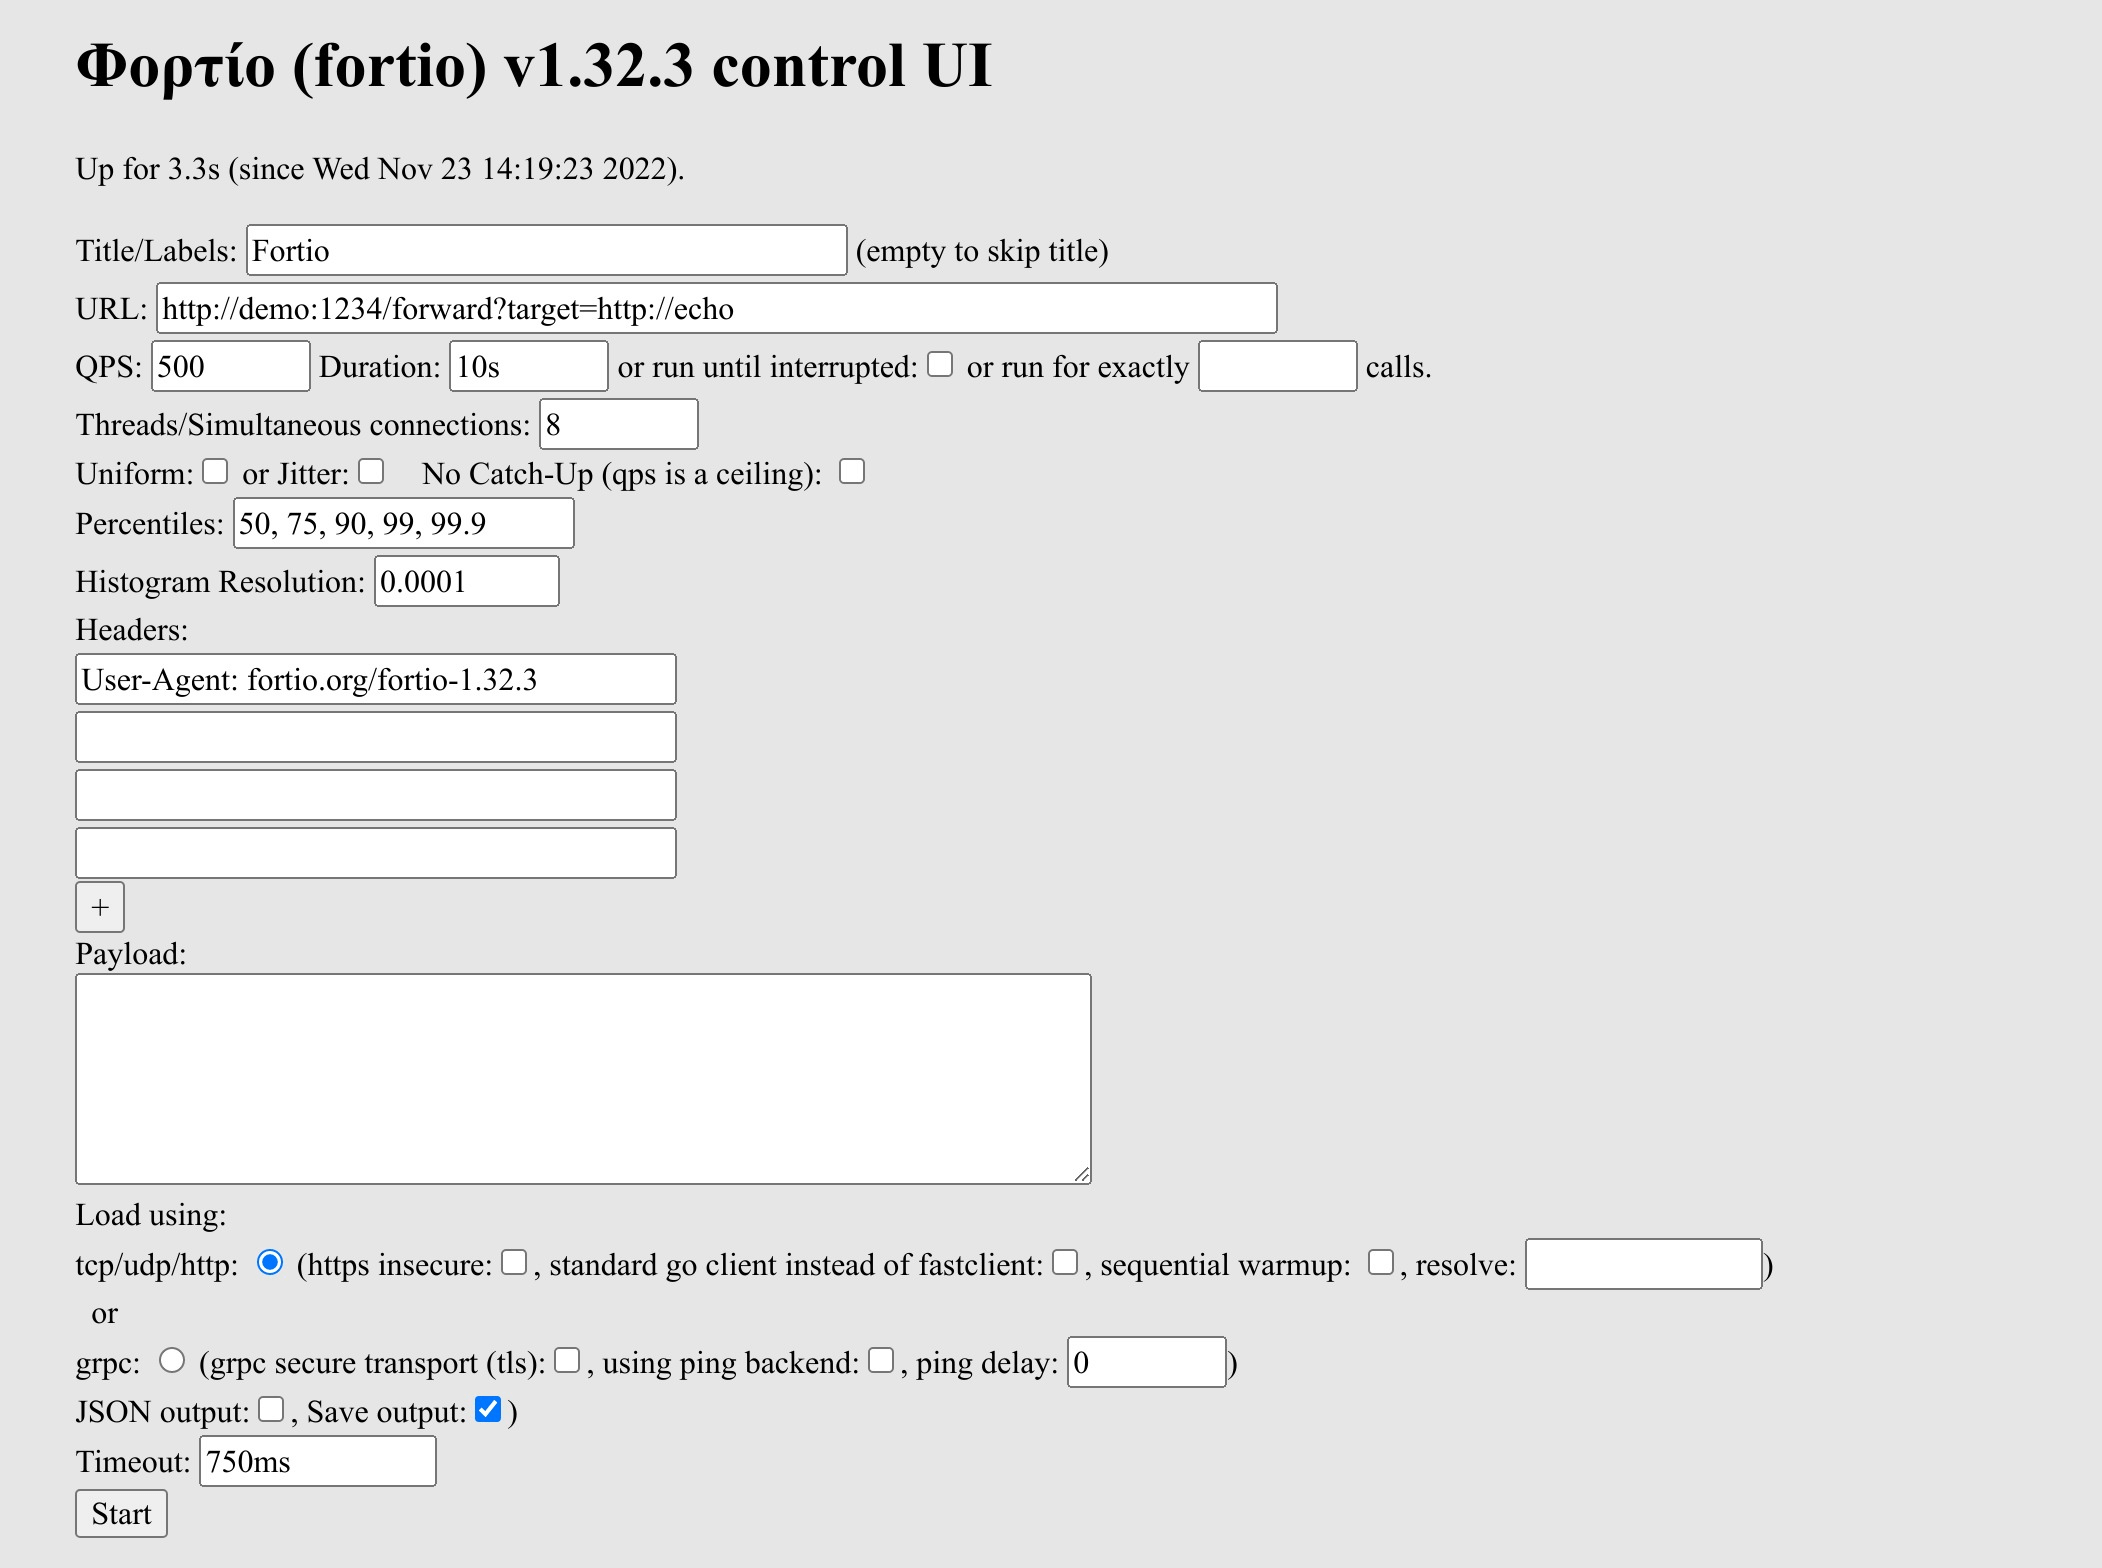 Φορτίο (fortio) v1.32.3 control UI
Up for 3.3s (since Wed Nov 23 14:19:23 2022).
Title/Labels: Fortio (empty to skip title)
URL: http://demo:1234/forward?target=http://echo
QPS: 500 Duration: 10s or run until interrupted: or run for exactly calls.
Threads/Simultaneous connections: 8
Uniform: or Jitter: No Catch-Up (qps is a ceiling):
Percentiles: 50, 75, 90, 99, 99.9
Histogram Resolution: 0.0001
Headers:
User-Agent: fortio.org/fortio-1.32.3
+
Payload:
Load using:
tcp/udp/http: (https insecure: , standard go client instead of fastclient: , sequential warmup: , resolve: )
or
grpc: (grpc secure transport (tls): , using ping backend: , ping delay: 0 )
JSON output: , Save output: )
Timeout: 750ms
Start